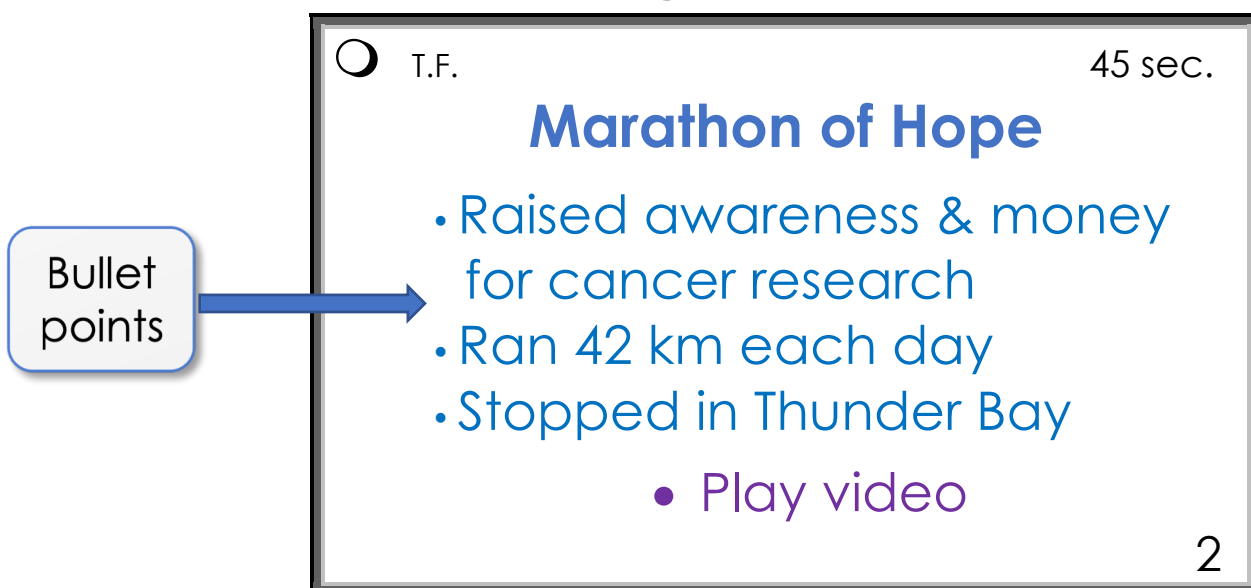 T.F. 45 sec.
Marathon of Hope
• Raised awareness & money
for cancer research
• Ran 42 km each day
• Stopped in Thunder Bay
• Play video
2
Bullet
points